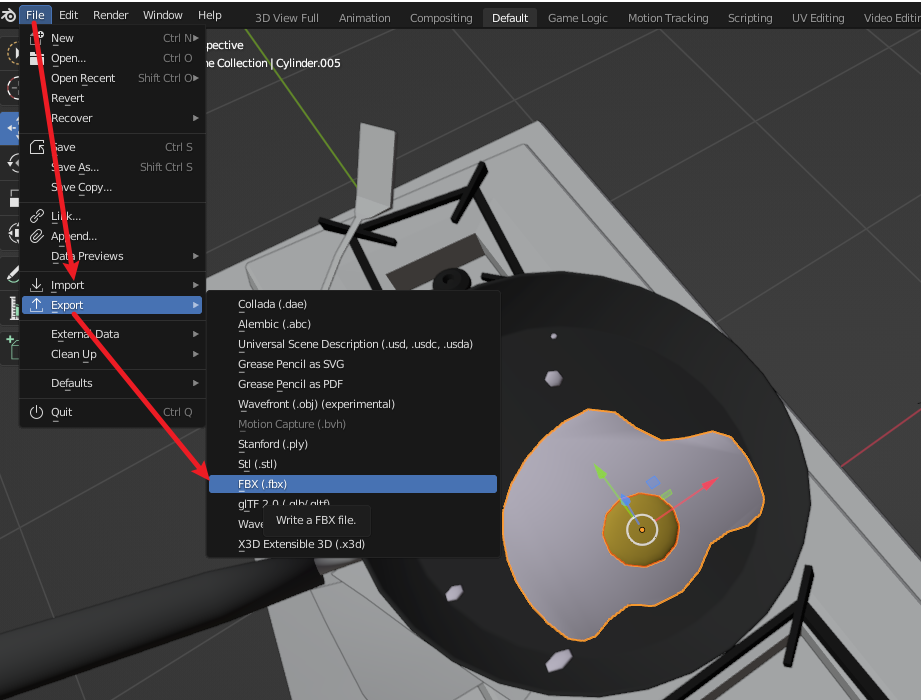 File Edit Render Window Help 3D View Full Animation Compositing Default Game Logic Motion Tracking Scripting UV Editing Video Editin
pective
e Collection | Cylinder.005
New Ctrl N
Open... Ctrl O
Open Recent Shift Ctrl O
Revert
Recover
Save Ctrl S
Save As... Shift Ctrl S
Save Copy...
Link...
Append...
Data Previews
Import
Export
External Data
Clean Up
Defaults
Quit Ctrl Q
Collada (.dae)
Alembic (.abc)
Universal Scene Description (.usd, .usdc, .usda)
Grease Pencil as SVG
Grease Pencil as PDF
Wavefront (.obj) (experimental)
Motion Capture (.bvh)
Stanford (.ply)
Stl (.stl)
FBX (.fbx)
glTF 2.0 (.glb/.gltf)
Wave
Write a FBX file.
X3D Extensible 3D (.x3d)